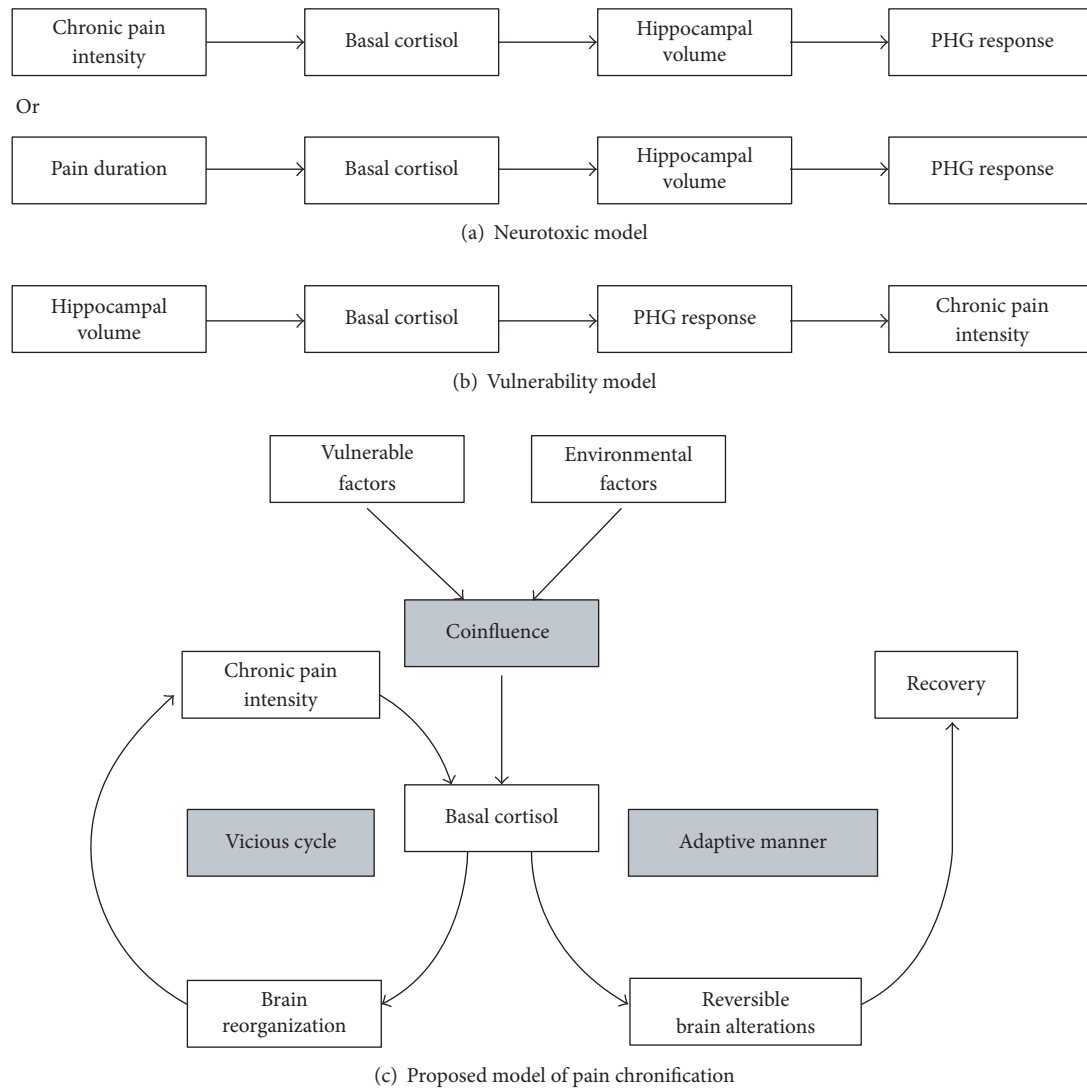 Chronic pain
intensity
Basal cortisol
Hippocampal
volume
PHG response
Or
Pain duration
Basal cortisol
Hippocampal
volume
PHG response
(a) Neurotoxic model
Hippocampal
volume
Basal cortisol
PHG response
Chronic pain
intensity
(b) Vulnerability model
Vulnerable
factors
Environmental
factors
Coinfluence
Chronic pain
intensity
Recovery
Basal cortisol
Vicious cycle
Adaptive manner
Brain
reorganization
Reversible
brain alterations
(c) Proposed model of pain chronification